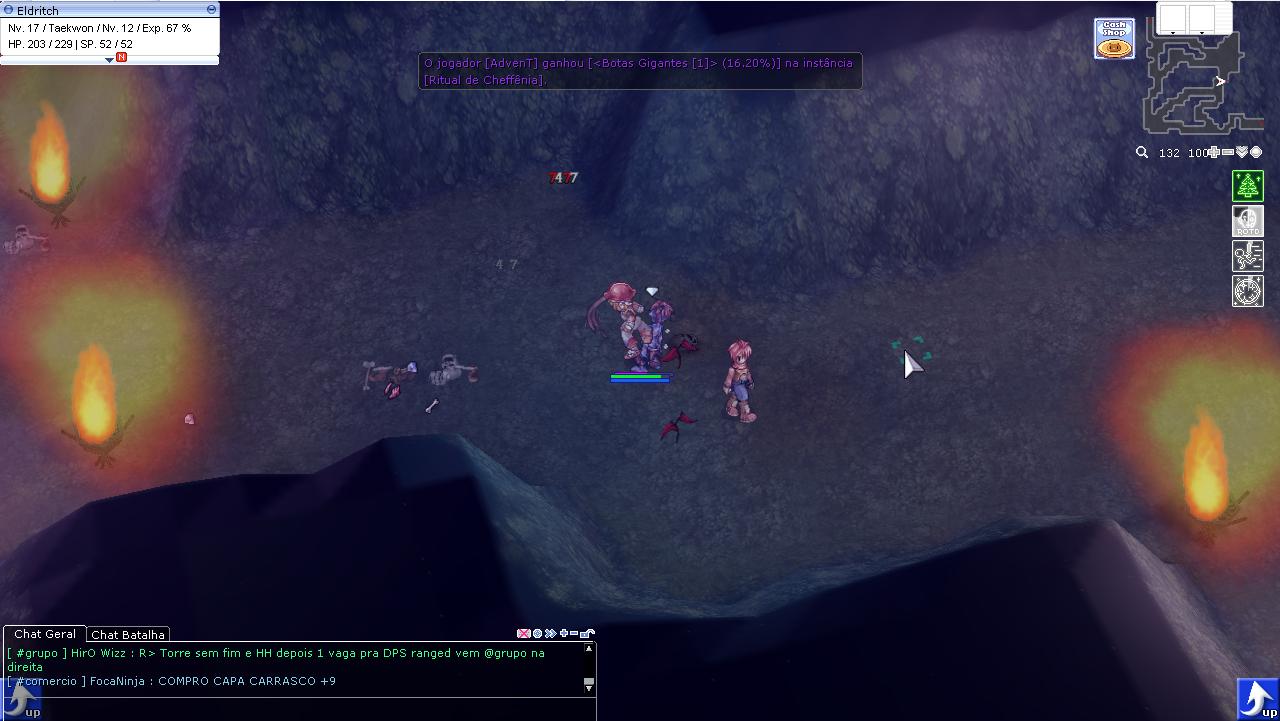 Eldritch
Nv. 17 / Taekwon / Nv. 12 / Exp. 67 %
HP. 203 / 229 | SP. 52 / 52
N
Cash
Shop
O jogador [AdvenT] ganhou [<Botas Gigantes [1]> (16.20%)] na instância
[Ritual de Cheffênia].
132 100
7477
4 7
Chat Geral
Chat Batalha
[ #grupo ] HirO Wizz : R> Torre sem fim e HH depois 1 vaga pra DPS ranged vem @grupo na
direita
[ #comercio ] FocaNinja : COMPRO CAPA CARRASCO +9
up
up